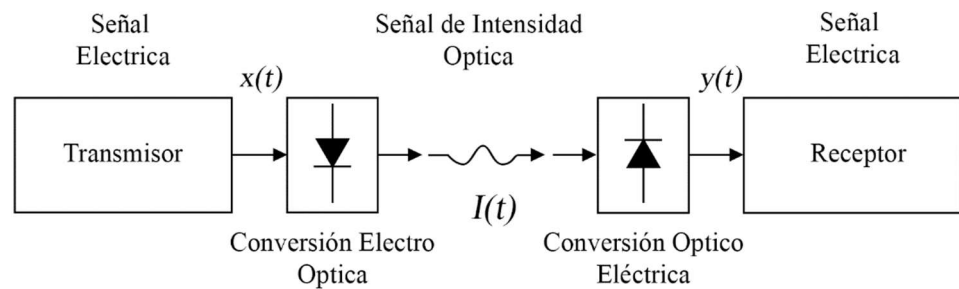 Señal
Electrica
Señal de Intensidad
Optica
Señal
Electrica
x(t)
y(t)
Transmisor
Receptor
I(t)
Conversión Electro
Optica
Conversión Optico
Eléctrica